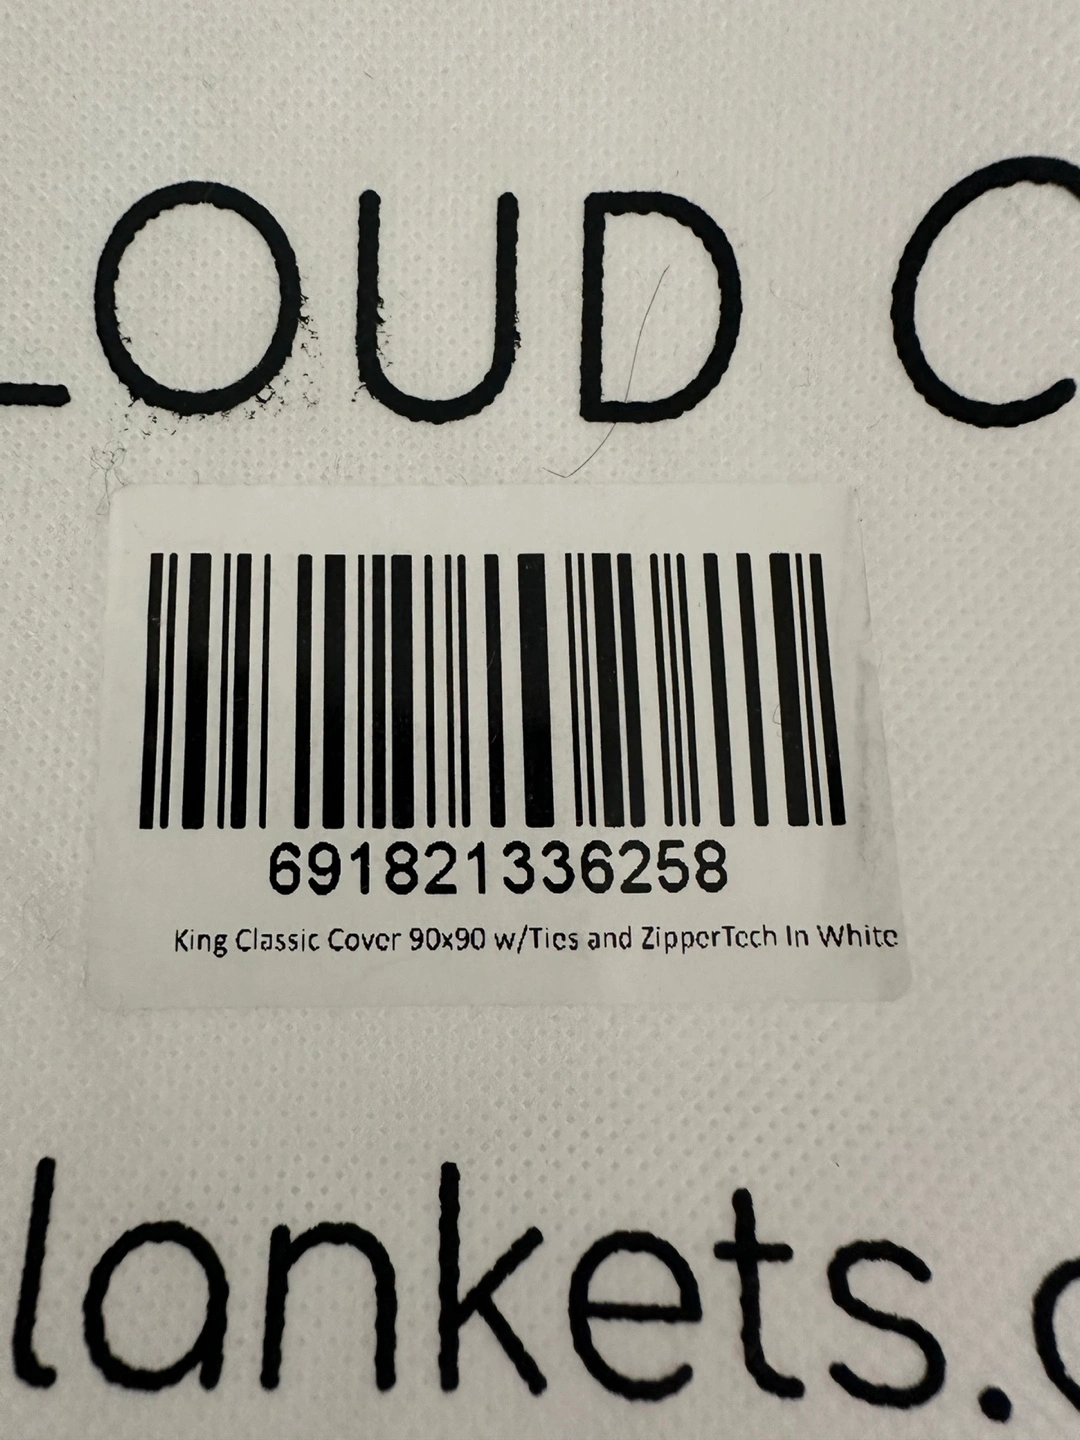 LOUD C
691821336258
King Classic Cover 90x90 w/Ties and ZipperTech In White
lankets.c